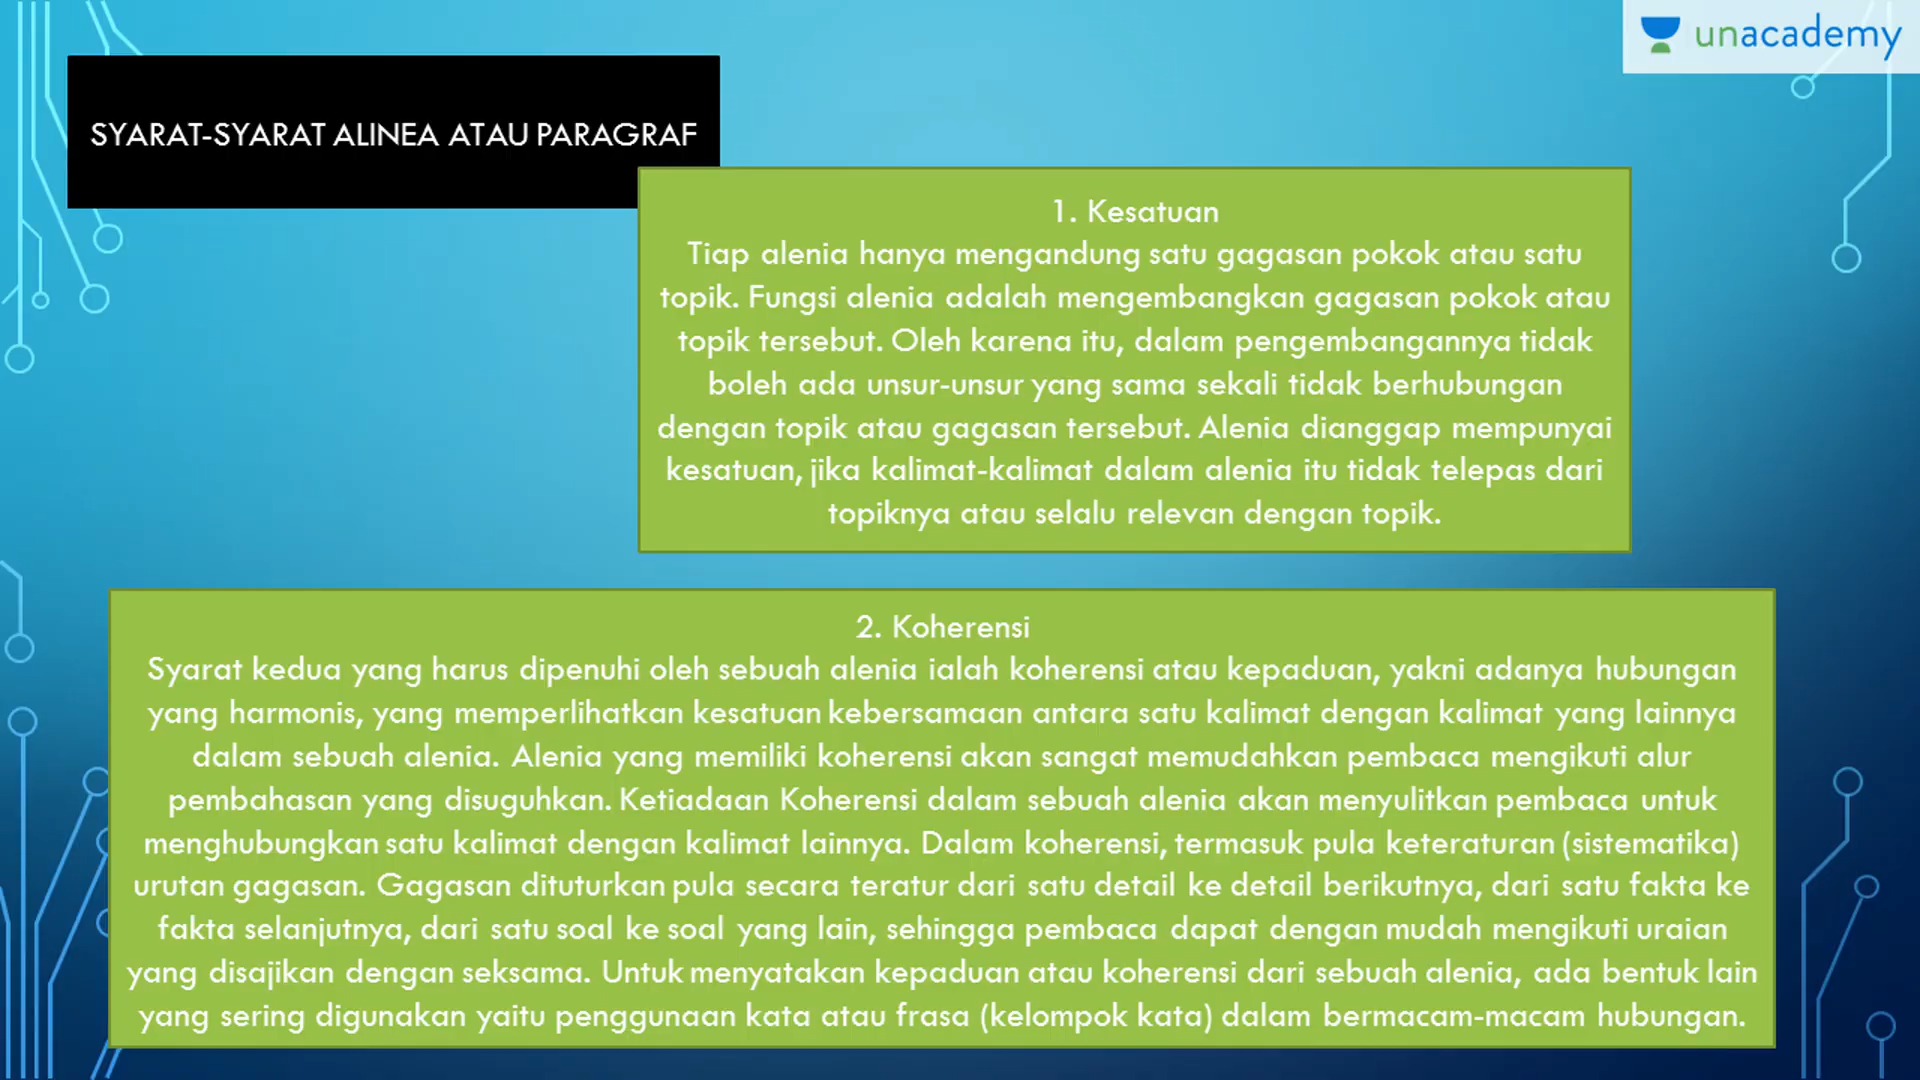 unacademy
SYARAT-SYARAT ALINEA ATAU PARAGRAF
1. Kesatuan
Tiap alenia hanya mengandung satu gagasan pokok atau satu
topik. Fungsi alenia adalah mengembangkan gagasan pokok atau
topik tersebut. Oleh karena itu, dalam pengembangannya tidak
boleh ada unsur-unsur yang sama sekali tidak berhubungan
dengan topik atau gagasan tersebut. Alenia dianggap mempunyai
kesatuan, jika kalimat-kalimat dalam alenia itu tidak telepas dari
topiknya atau selalu relevan dengan topik.
2. Koherensi
Syarat kedua yang harus dipenuhi oleh sebuah alenia ialah koherensi atau kepaduan, yakni adanya hubungan
yang harmonis, yang memperlihatkan kesatuan kebersamaan antara satu kalimat dengan kalimat yang lainnya
dalam sebuah alenia. Alenia yang memiliki koherensi akan sangat memudahkan pembaca mengikuti alur
pembahasan yang disuguhkan. Ketiadaan Koherensi dalam sebuah alenia akan menyulitkan pembaca untuk
menghubungkan satu kalimat dengan kalimat lainnya. Dalam koherensi, termasuk pula keteraturan (sistematika)
urutan gagasan. Gagasan dituturkan pula secara teratur dari satu detail ke detail berikutnya, dari satu fakta ke
fakta selanjutnya, dari satu soal ke soal yang lain, sehingga pembaca dapat dengan mudah mengikuti uraian
yang disajikan dengan seksama. Untuk menyatakan kepaduan atau koherensi dari sebuah alenia, ada bentuk lain
yang sering digunakan yaitu penggunaan kata atau frasa (kelompok kata) dalam bermacam-macam hubungan.